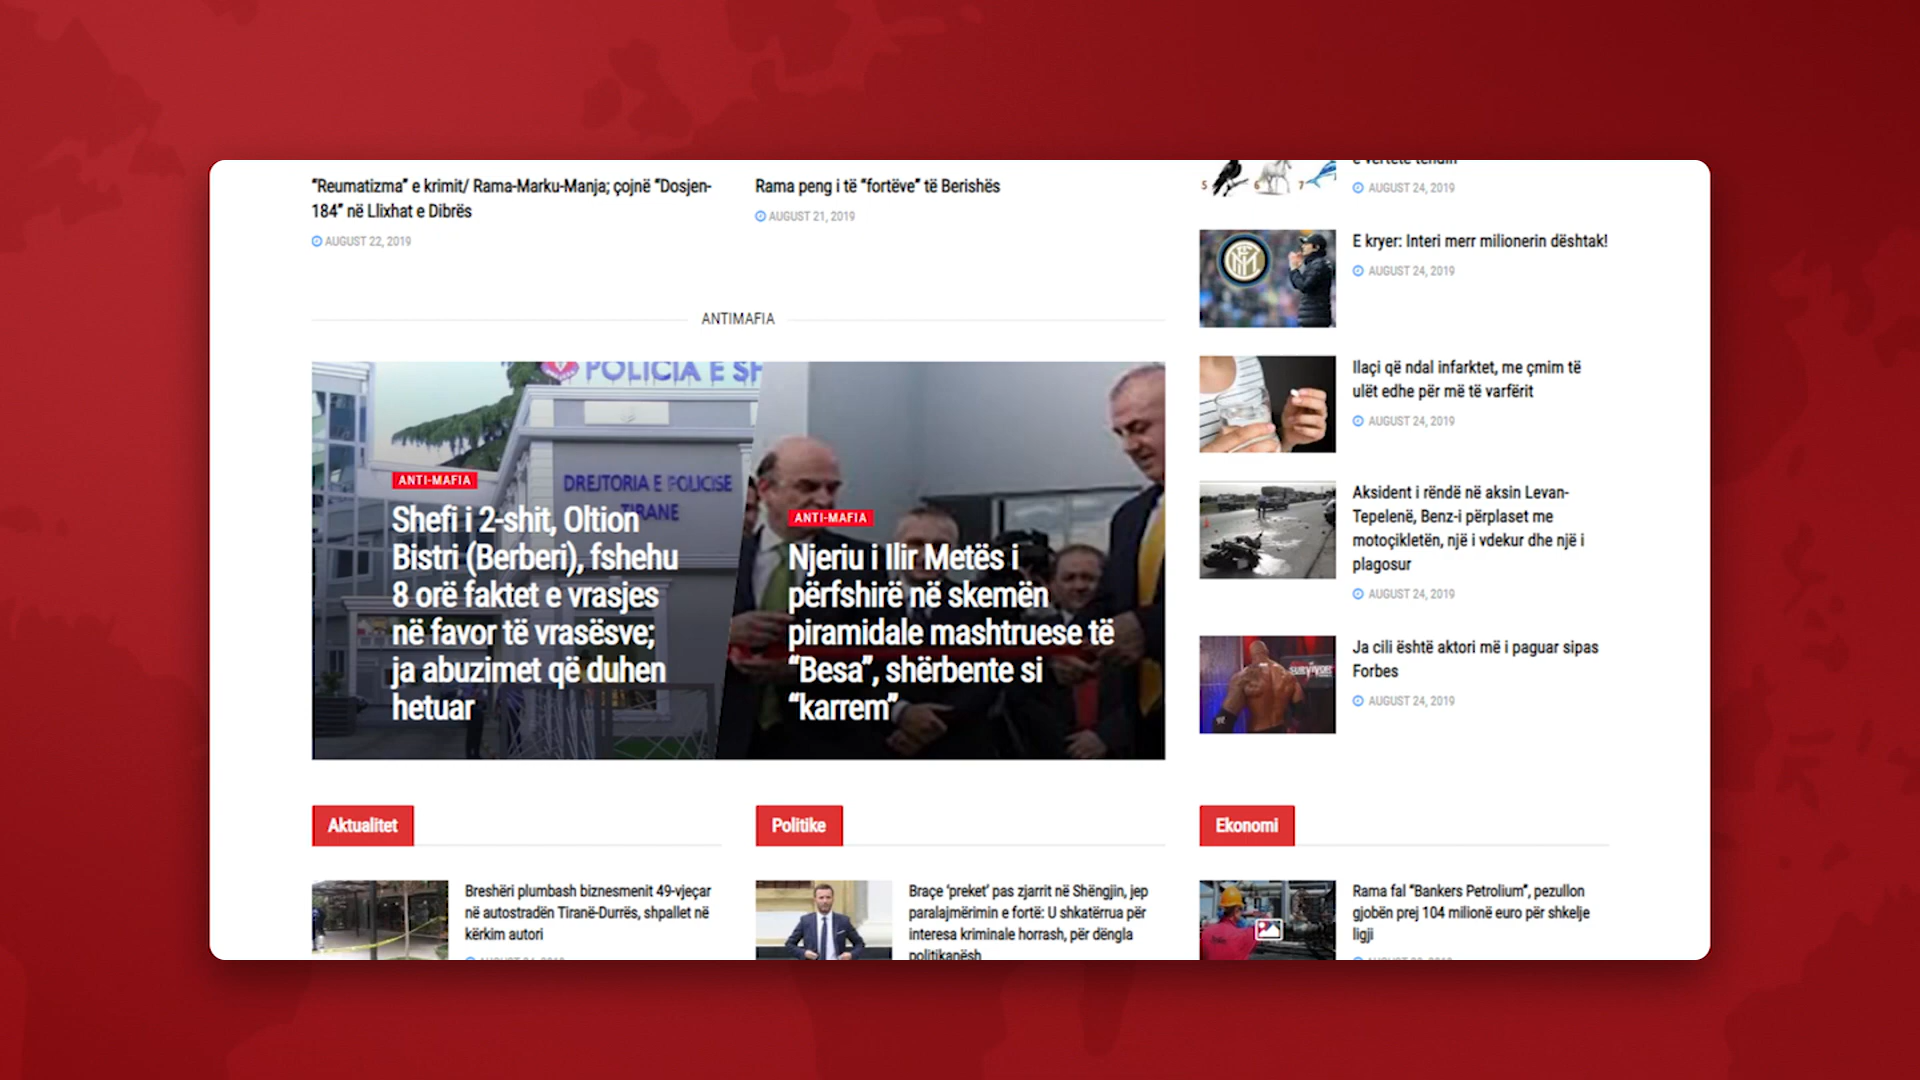 “Reumatizma” e krimit/ Rama-Marku-Manja; çojnë “Dosjen-
184” në Llixhat e Dibrës
AUGUST 22, 2019
Rama peng i të “fortëve” të Berishës
AUGUST 21, 2019
5 6 7
e vërtetë tëndin
AUGUST 24, 2019
E kryer: Interi merr milionerin dështak!
AUGUST 24, 2019
Ilaçi që ndal infarktet, me çmim të
ulët edhe për më të varfërit
AUGUST 24, 2019
Aksident i rëndë në aksin Levan-
Tepelenë, Benz-i përplaset me
motoçikletën, një i vdekur dhe një i
plagosur
AUGUST 24, 2019
Ja cili është aktori më i paguar sipas
Forbes
AUGUST 24, 2019
ANTIMAFIA
POLICIA E SH
DREJTORIA E POLICISE
TIRANE
ANTI-MAFIA
Shefi i 2-shit, Oltion
Bistri (Berberi), fshehu
8 orë faktet e vrasjes
në favor të vrasësve;
ja abuzimet që duhen
hetuar
ANTI-MAFIA
Njeriu i Ilir Metës i
përfshirë në skemën
piramidale mashtruese të
“Besa”, shërbente si
“karrem”
Aktualitet
Breshëri plumbash biznesmenit 49-vjeçar
në autostradën Tiranë-Durrës, shpallet në
kërkim autori
Politike
Braçe ‘preket’ pas zjarrit në Shëngjin, jep
paralajmërimin e fortë: U shkatërrua për
interesa kriminale horrash, për dëngla
politikanësh
Ekonomi
Rama fal “Bankers Petrolium”, pezullon
gjobën prej 104 milionë euro për shkelje
ligji